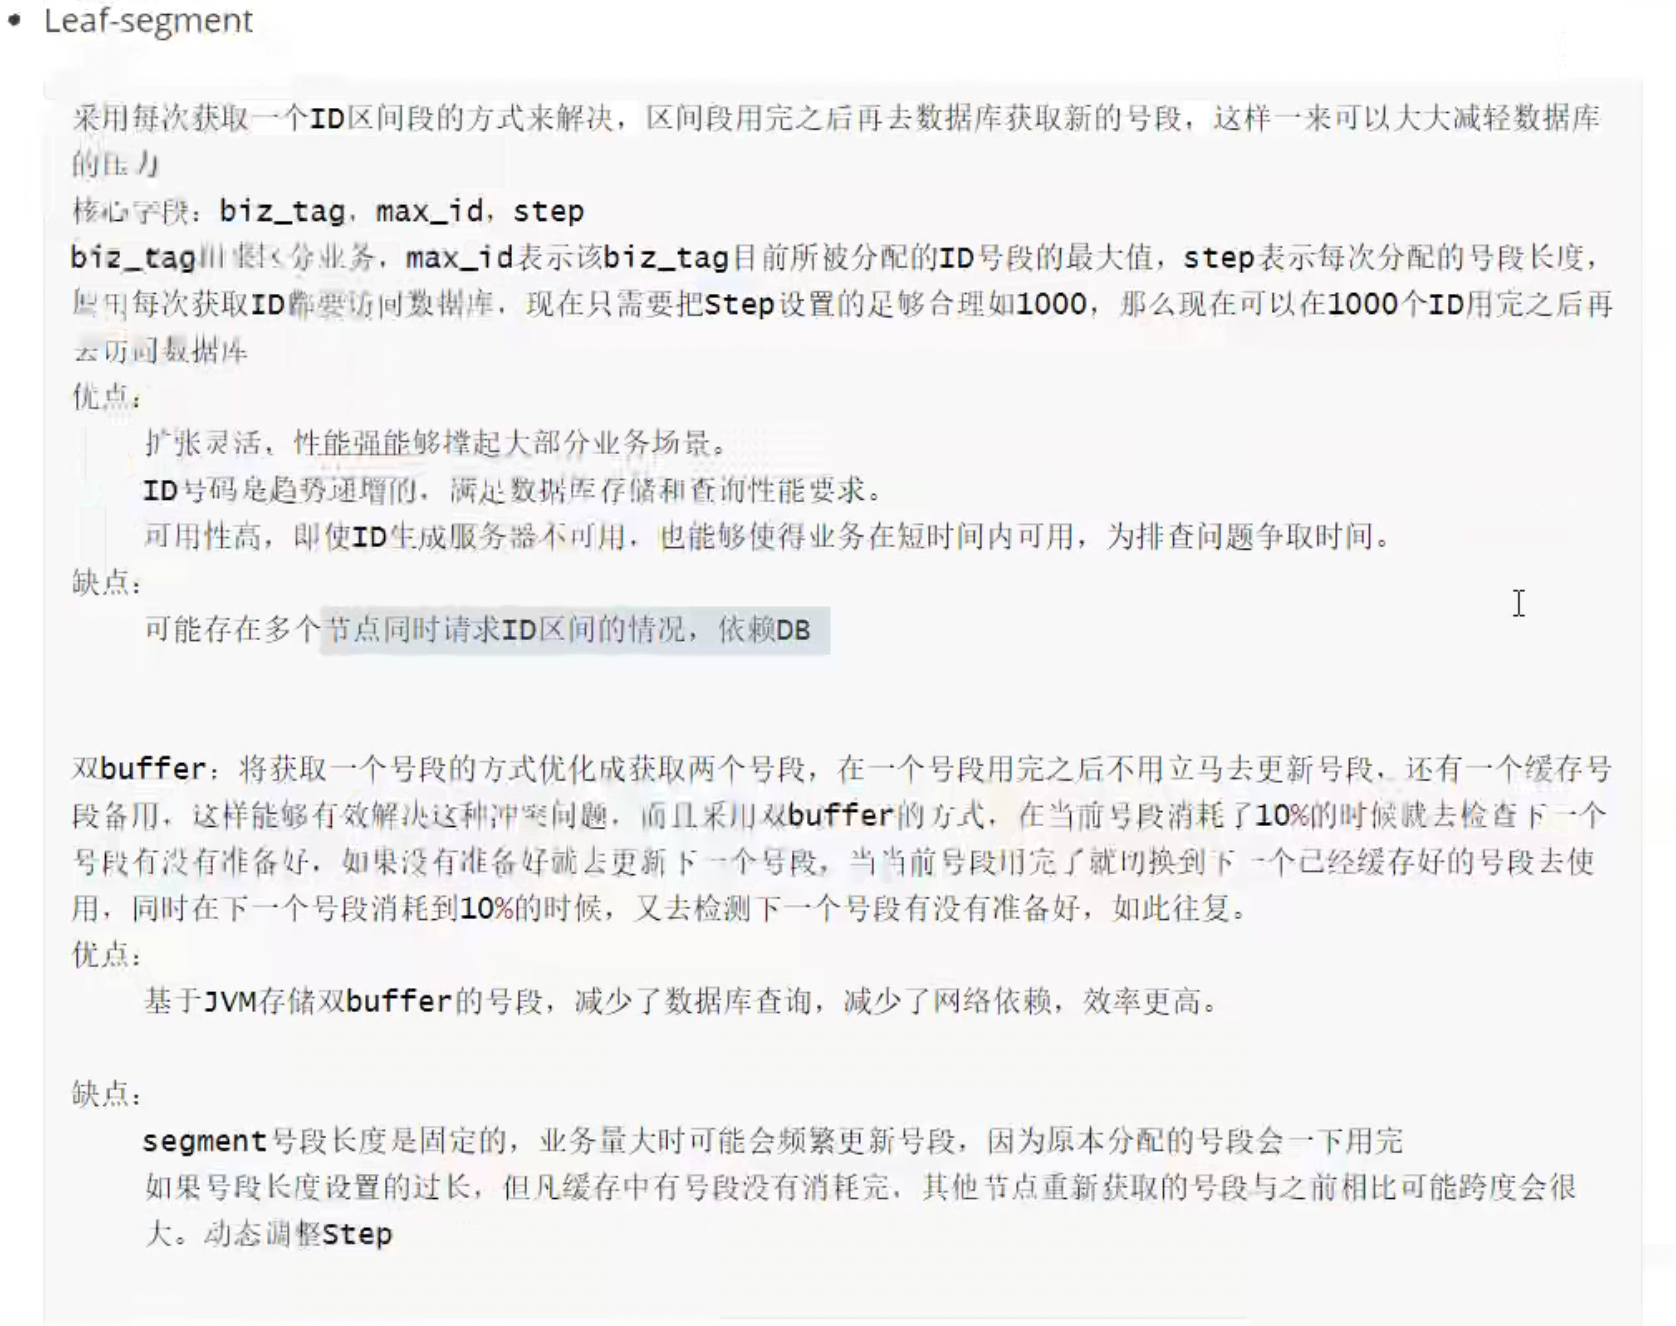 Leaf-segment
采用每次获取一个ID区间段的方式来解决，区间段用完之后再去数据库获取新的号段，这样一来可以大大减轻数据库
的压力
核心字段：biz_tag，max_id，step
biz_tag用来区分业务，max_id表示该biz_tag目前所被分配的ID号段的最大值，step表示每次分配的号段长度，
原本每次获取ID都要访问数据库，现在只需要把Step设置的足够合理如1000，那么现在可以在1000个ID用完之后再
去访问数据库
优点：
扩张灵活，性能强能够撑起大部分业务场景。
ID号码是趋势递增的，满足数据库存储和查询性能要求。
可用性高，即使ID生成服务器不可用，也能够使得业务在短时间内可用，为排查问题争取时间。
缺点：
可能存在多个节点同时请求ID区间的情况，依赖DB
双buffer：将获取一个号段的方式优化成获取两个号段，在一个号段用完之后不用立马去更新号段，还有一个缓存号
段备用，这样能够有效解决这种冲突问题，而且采用双buffer的方式，在当前号段消耗了10%的时候就去检查下一个
号段有没有准备好，如果没有准备好就去更新下一个号段，当当前号段用完了就切换到下一个已经缓存好的号段去使
用，同时在下一个号段消耗到10%的时候，又去检测下一个号段有没有准备好，如此往复。
优点：
基于JVM存储双buffer的号段，减少了数据库查询，减少了网络依赖，效率更高。
缺点：
segment号段长度是固定的，业务量大时可能会频繁更新号段，因为原本分配的号段会一下用完
如果号段长度设置的过长，但凡缓存中有号段没有消耗完，其他节点重新获取的号段与之前相比可能跨度会很
大。动态调整Step